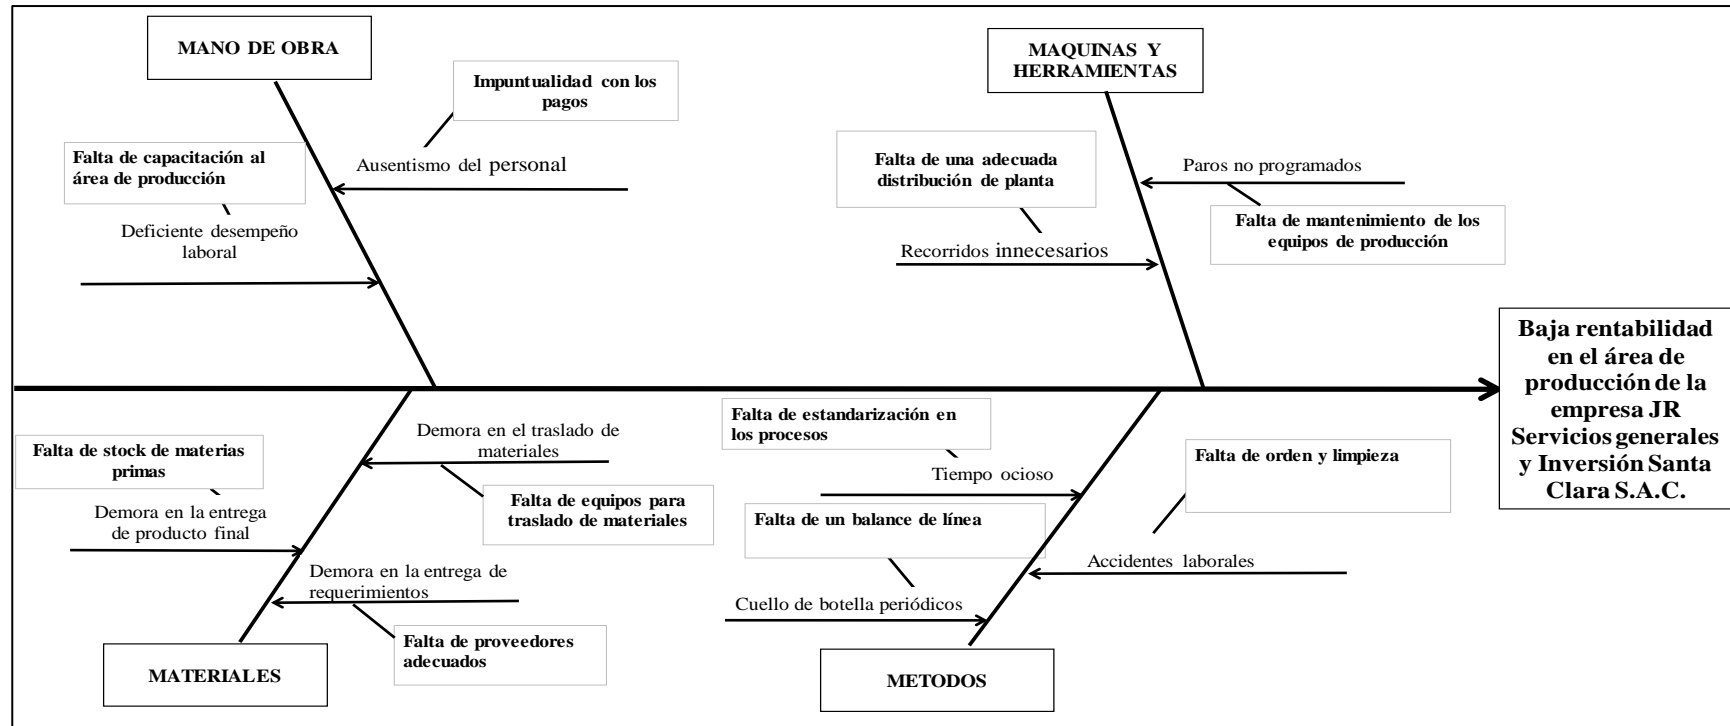 MANO DE OBRA
MAQUINAS Y
HERRAMIENTAS
Impuntualidad con los
pagos
Falta de capacitación al
área de producción
Ausentismo del personal
Deficiente desempeño
laboral
Falta de una adecuada
distribución de planta
Paros no programados
Falta de mantenimiento de los
equipos de producción
Recorridos innecesarios
Baja rentabilidad
en el área de
producción de la
empresa JR
Servicios generales
y Inversión Santa
Clara S.A.C.
Falta de stock de materias
primas
Demora en el traslado de
materiales
Falta de equipos para
traslado de materiales
Demora en la entrega
de producto final
Demora en la entrega de
requerimientos
Falta de proveedores
adecuados
MATERIALES
Falta de estandarización en
los procesos
Tiempo ocioso
Falta de orden y limpieza
Falta de un balance de línea
Accidentes laborales
Cuello de botella periódicos
METODOS